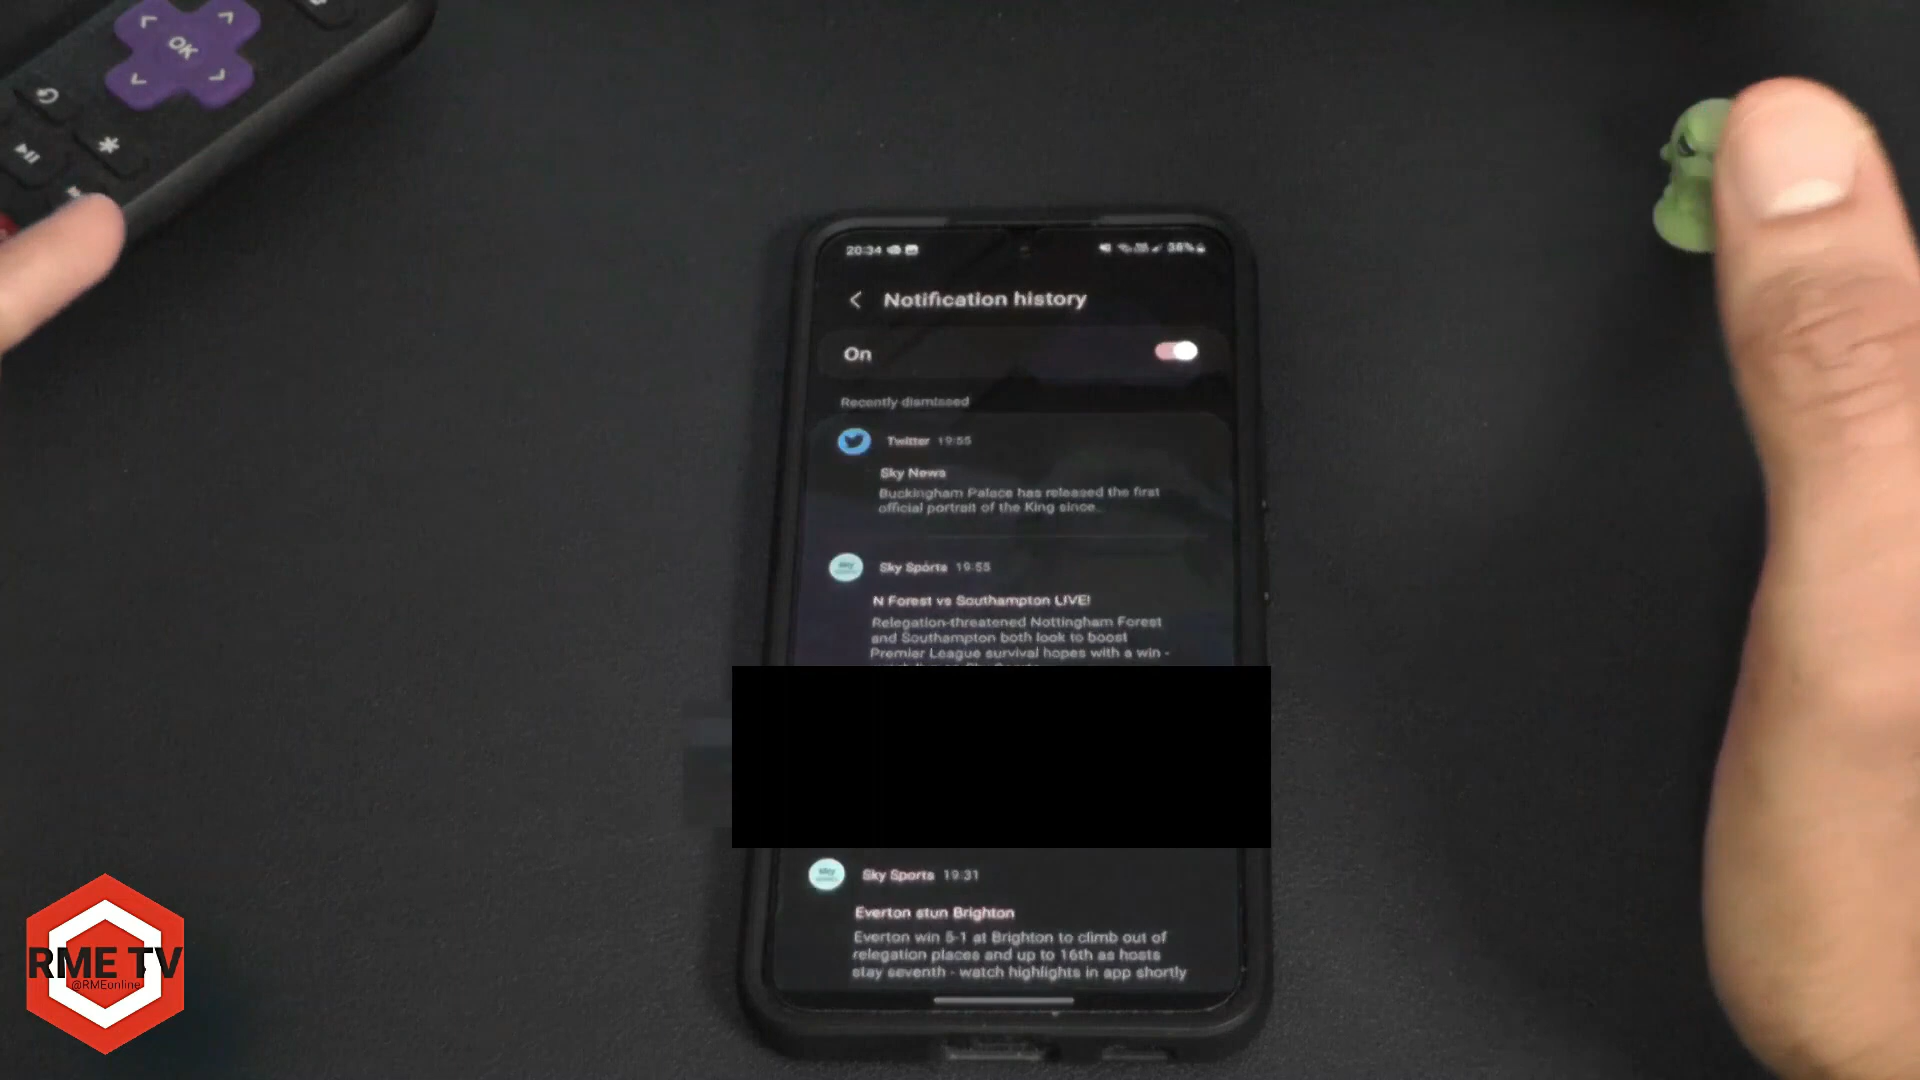 OK
20:34
38%
Notification history
On
Recently dismissed
Twitter 19:55
Sky News
Buckingham Palace has released the first
official portrait of the King since..
Sky Sports 19:55
N Forest vs Southampton LIVE!
Relegation-threatened Nottingham Forest
and Southampton both look to boost
Premier League survival hopes with a win -
Sky Sports 19:31
Everton stun Brighton
Everton win 5-1 at Brighton to climb out of
relegation places and up to 16th as hosts
stay seventh - watch highlights in app shortly
RME TV
@RMEonline